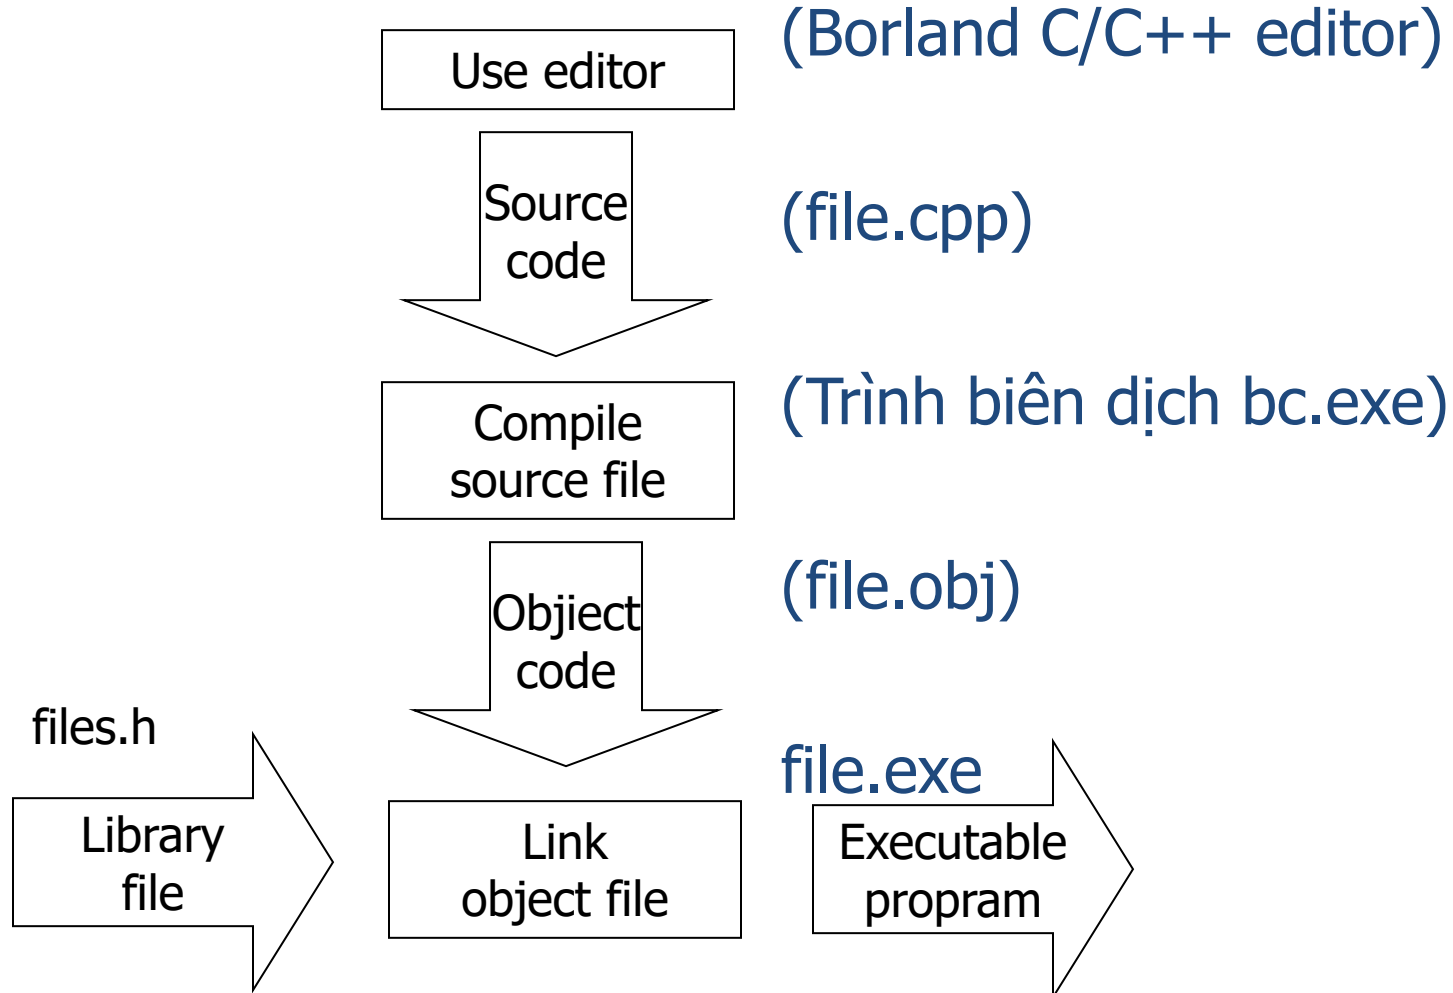 (Borland C/C++ editor)
Use editor
Source
code
(file.cpp)
(Trình biên dịch bc.exe)
Compile
source file
(file.obj)
Objiect
code
files.h
file.exe
Library
file
Link
object file
Executable
propram